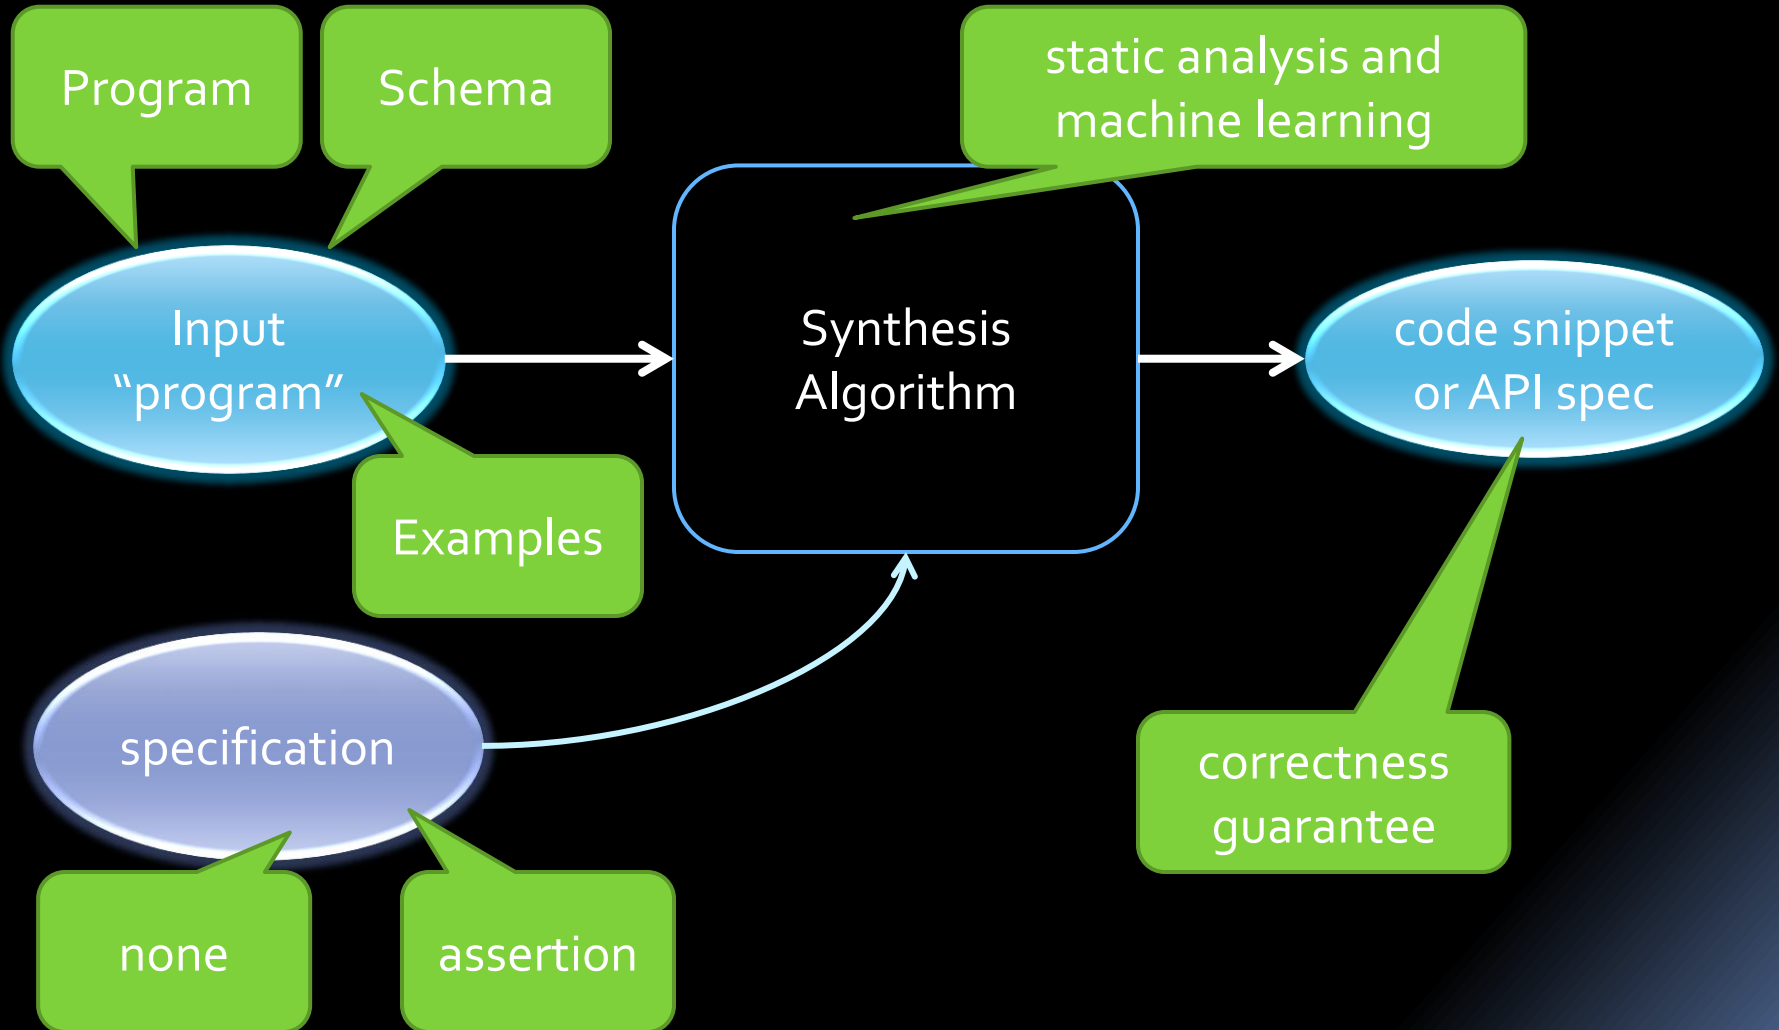 Program
Schema
static analysis and
machine learning
Input
“program”
Synthesis
Algorithm
code snippet
or API spec
Examples
specification
correctness
guarantee
none
assertion